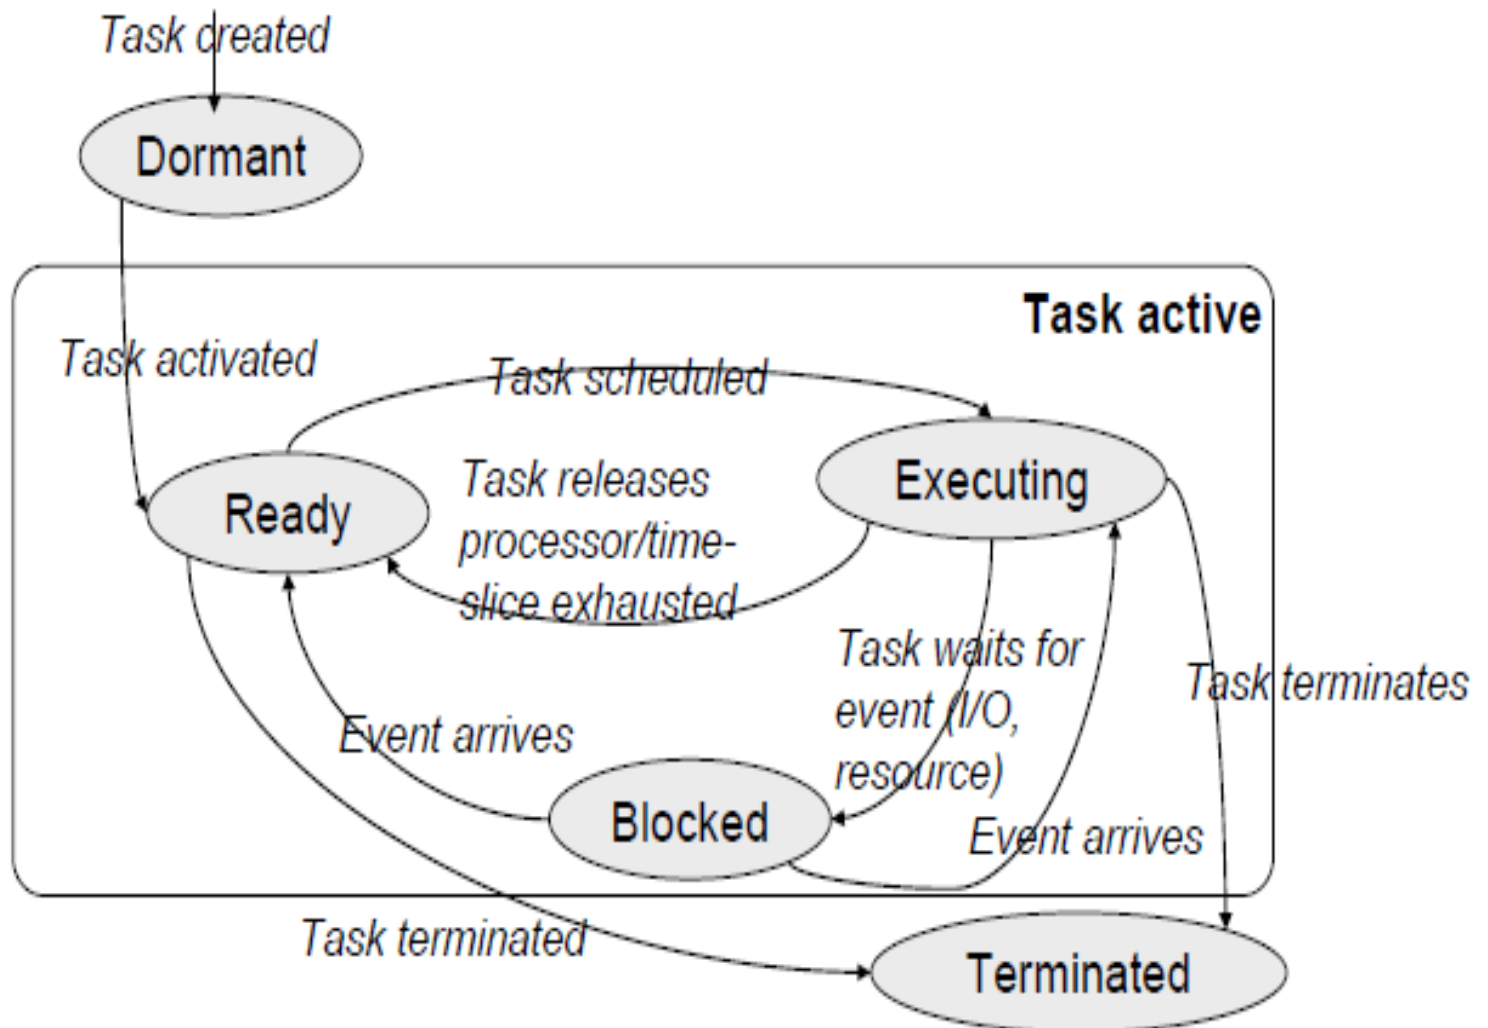 Task created
Dormant
Task active
Task activated
Task scheduled
Executing
Task releases
processor/time-
slice exhausted
Ready
Task waits for
event (I/O,
resource)
Task terminates
Event arrives
Blocked
Event arrives
Task terminated
Terminated